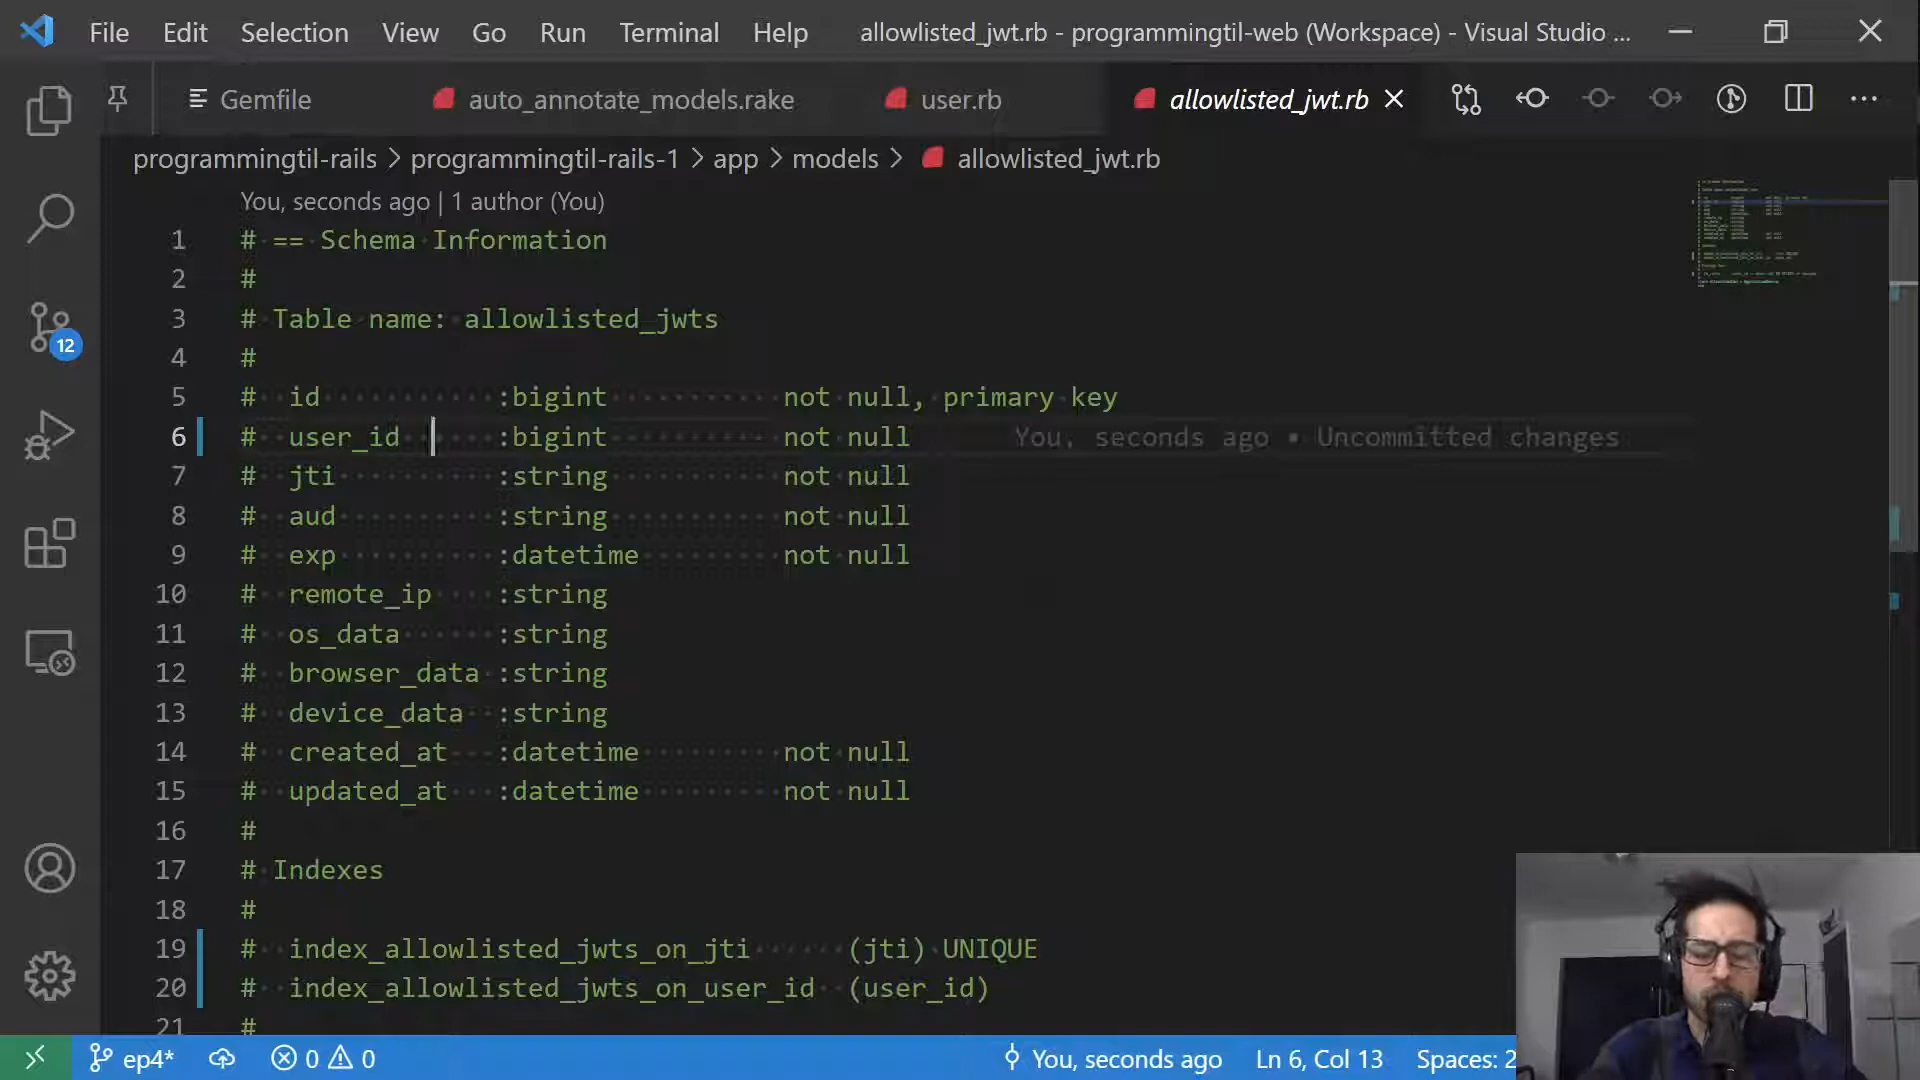 File Edit Selection View Go Run Terminal Help allowlisted_jwt.rb - programmingtil-web (Workspace) - Visual Studio ...
Gemfile auto_annotate_models.rake user.rb allowlisted_jwt.rb
programmingtil-rails > programmingtil-rails-1 > app > models > allowlisted_jwt.rb
You, seconds ago | 1 author (You)
1 # == Schema Information
2 #
3 # Table name: allowlisted_jwts
4 #
5 # id :bigint not null, primary key
6 # user_id :bigint not null You, seconds ago • Uncommitted changes
7 # jti :string not null
8 # aud :string not null
9 # exp :datetime not null
10 # remote_ip :string
11 # os_data :string
12 # browser_data :string
13 # device_data :string
14 # created_at :datetime not null
15 # updated_at :datetime not null
16 #
17 # Indexes
18 #
19 # index_allowlisted_jwts_on_jti (jti) UNIQUE
20 # index_allowlisted_jwts_on_user_id (user_id)
21 #
12
ep4* 0 0 You, seconds ago Ln 6, Col 13 Spaces: 2